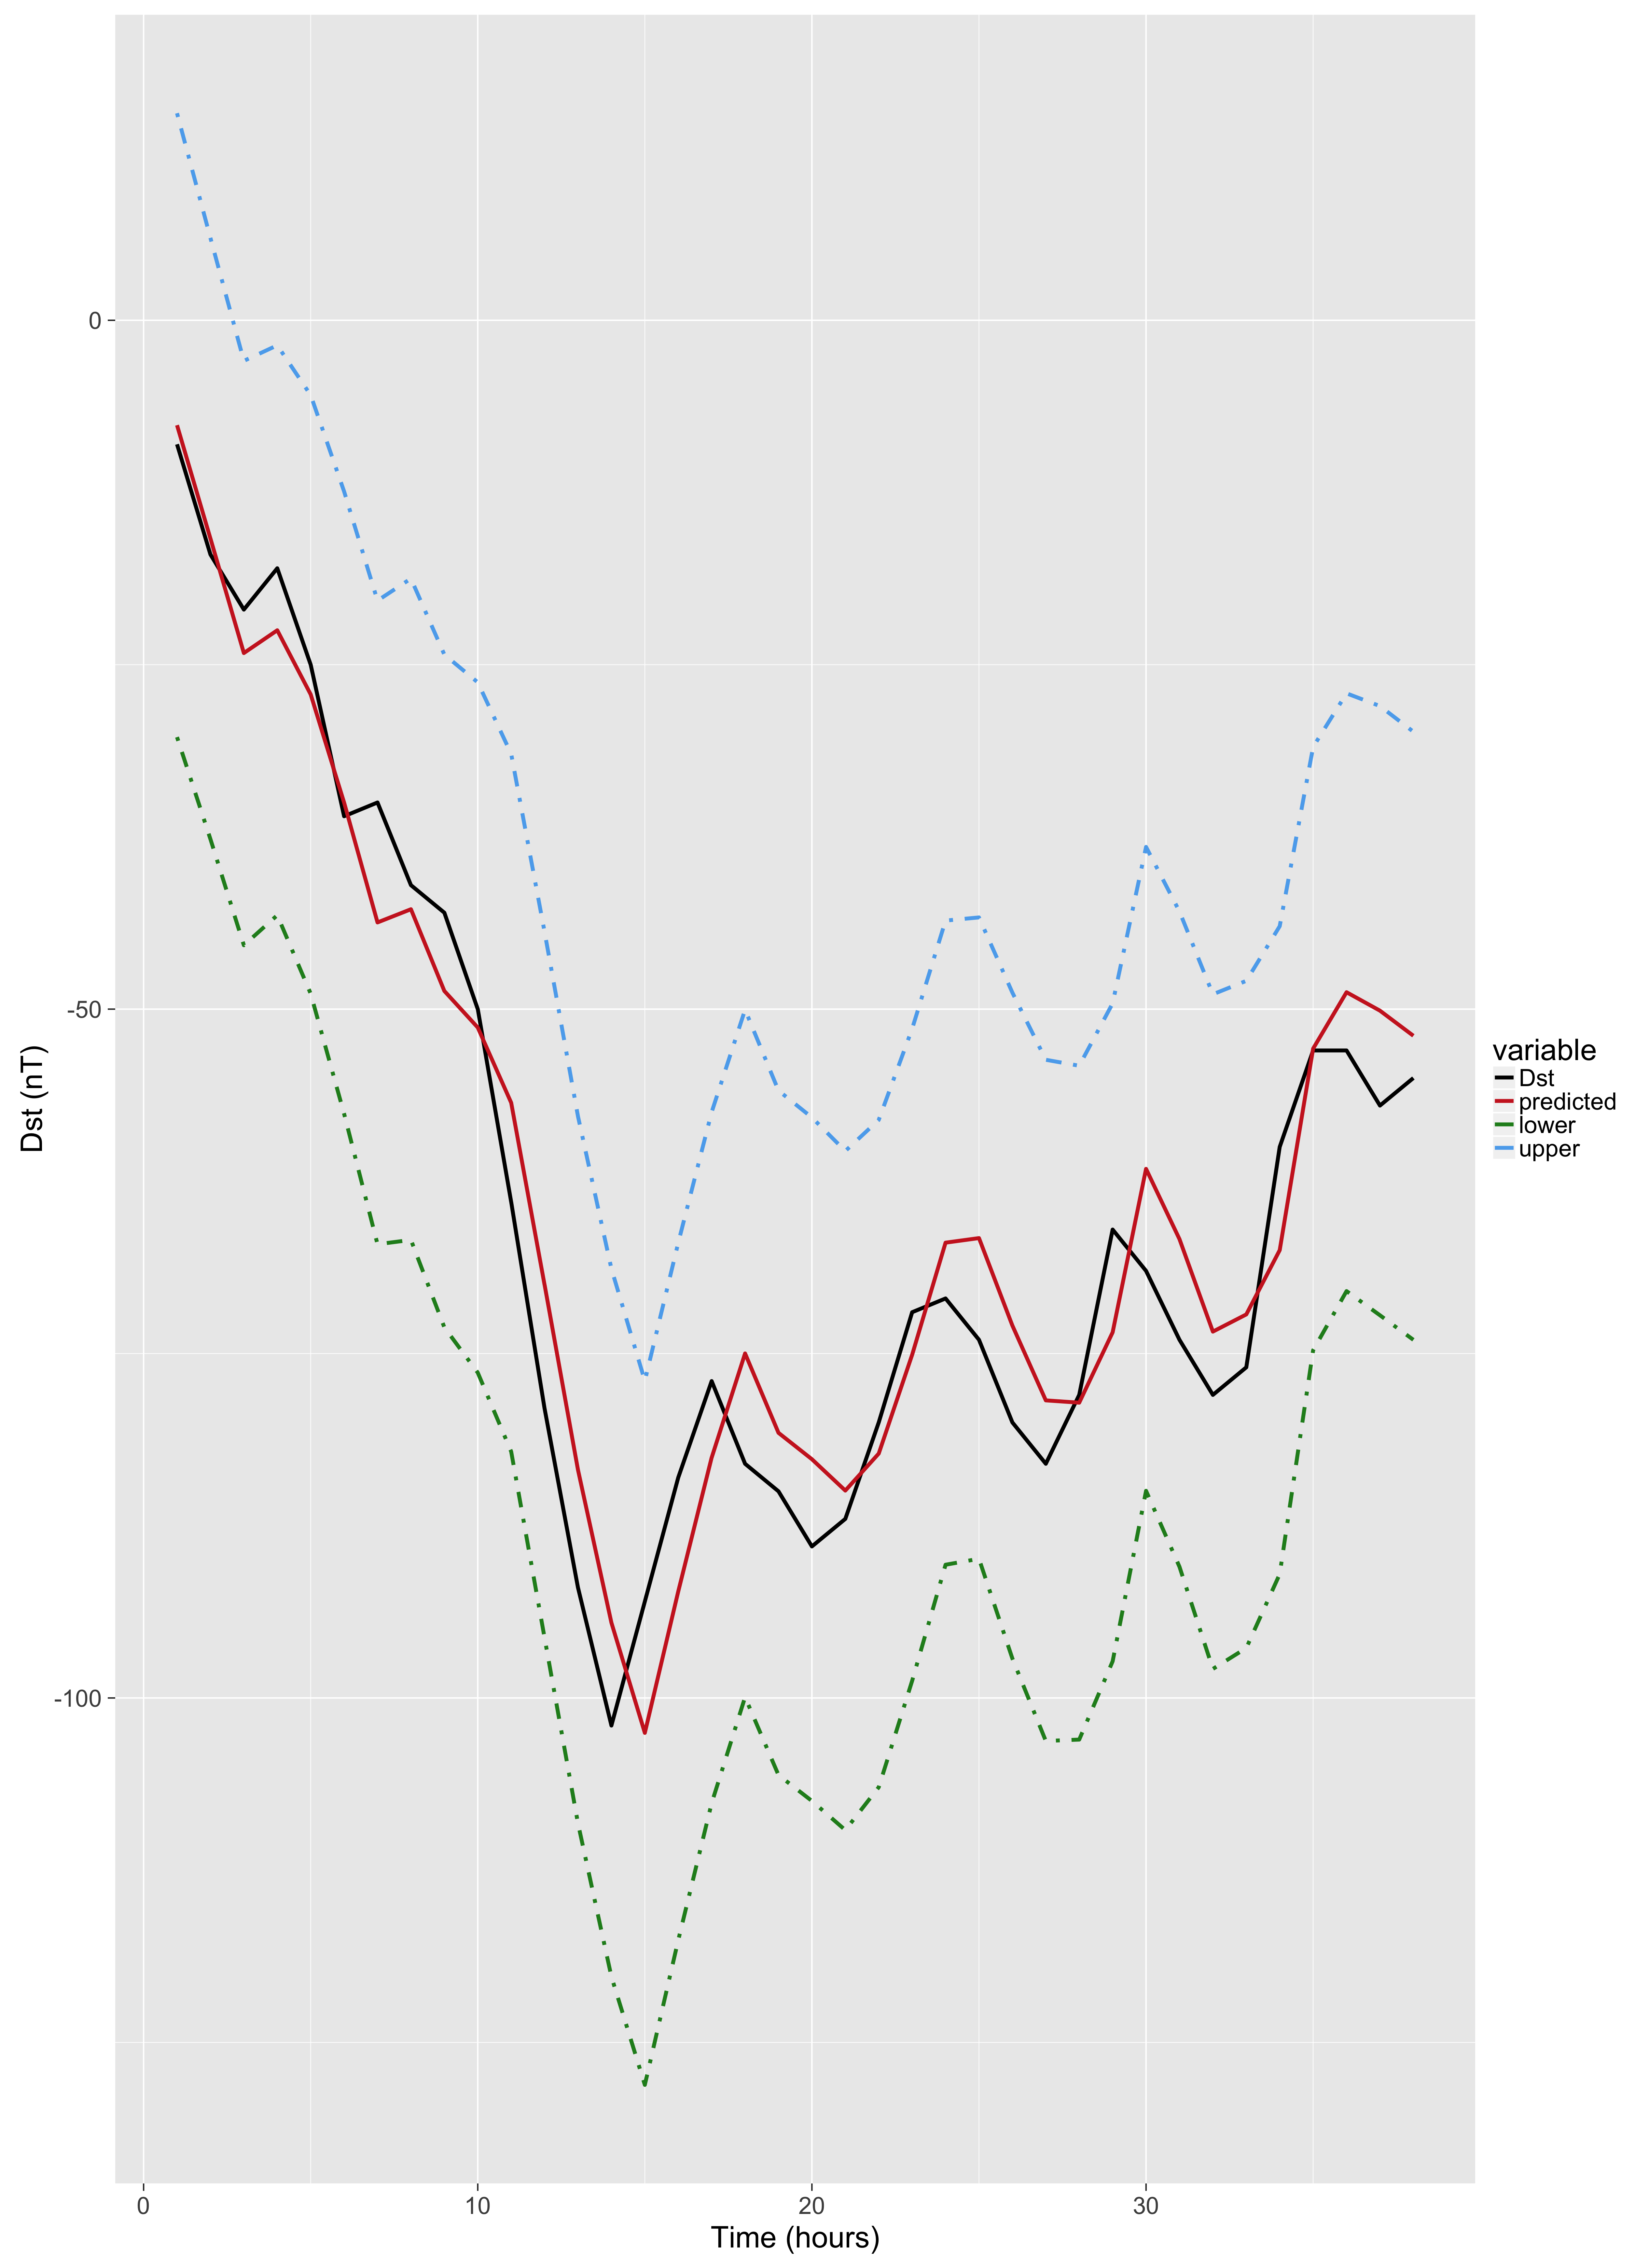 0
-50
-100
Dst (nT)
0
10
20
30
Time (hours)
variable
Dst
predicted
lower
upper